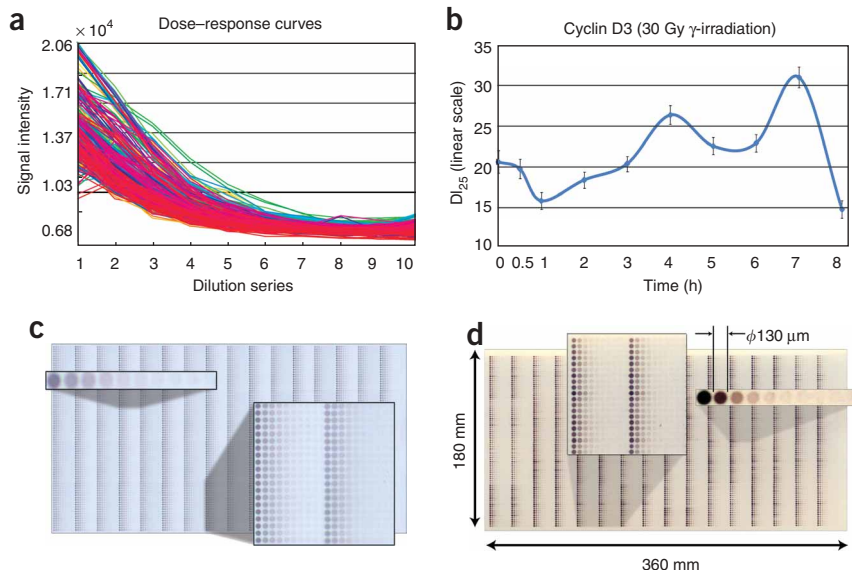 a
Dose–response curves
× 10⁴
2.06
1.71
1.37
1.03
0.68
Signal intensity
1 2 3 4 5 6 7 8 9 10
Dilution series
b
Cyclin D3 (30 Gy γ-irradiation)
35
30
25
20
15
10
DI₂₅ (linear scale)
0 0.5 1 2 3 4 5 6 7 8
Time (h)
c
d
ϕ130 μm
180 mm
360 mm